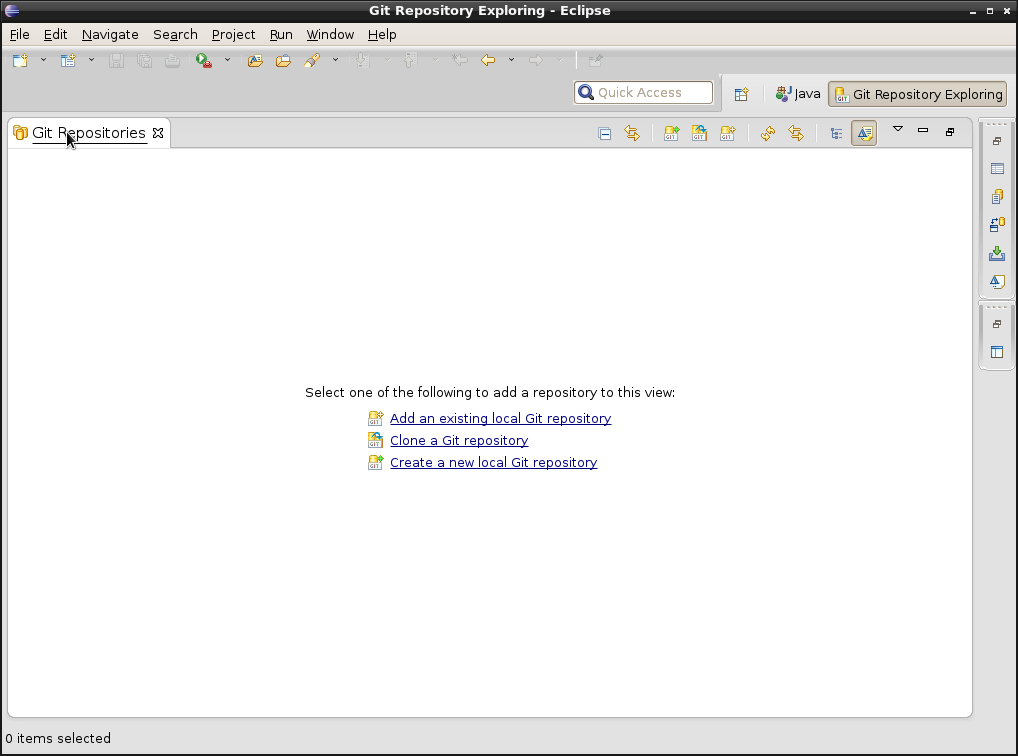 Git Repository Exploring - Eclipse
File Edit Navigate Search Project Run Window Help
Quick Access
Java
Git Repository Exploring
Git Repositories
Select one of the following to add a repository to this view:
Add an existing local Git repository
Clone a Git repository
Create a new local Git repository
0 items selected